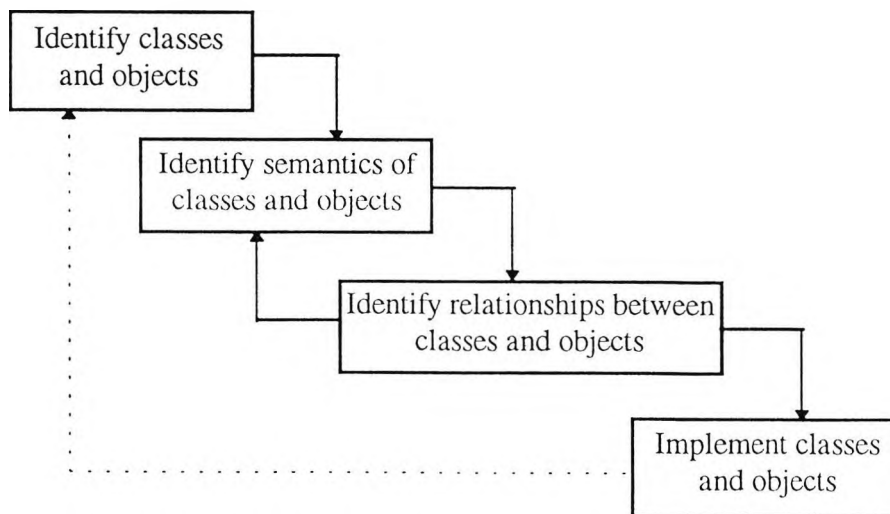 Identify classes
and objects
Identify semantics of
classes and objects
Identify relationships between
classes and objects
Implement classes
and objects